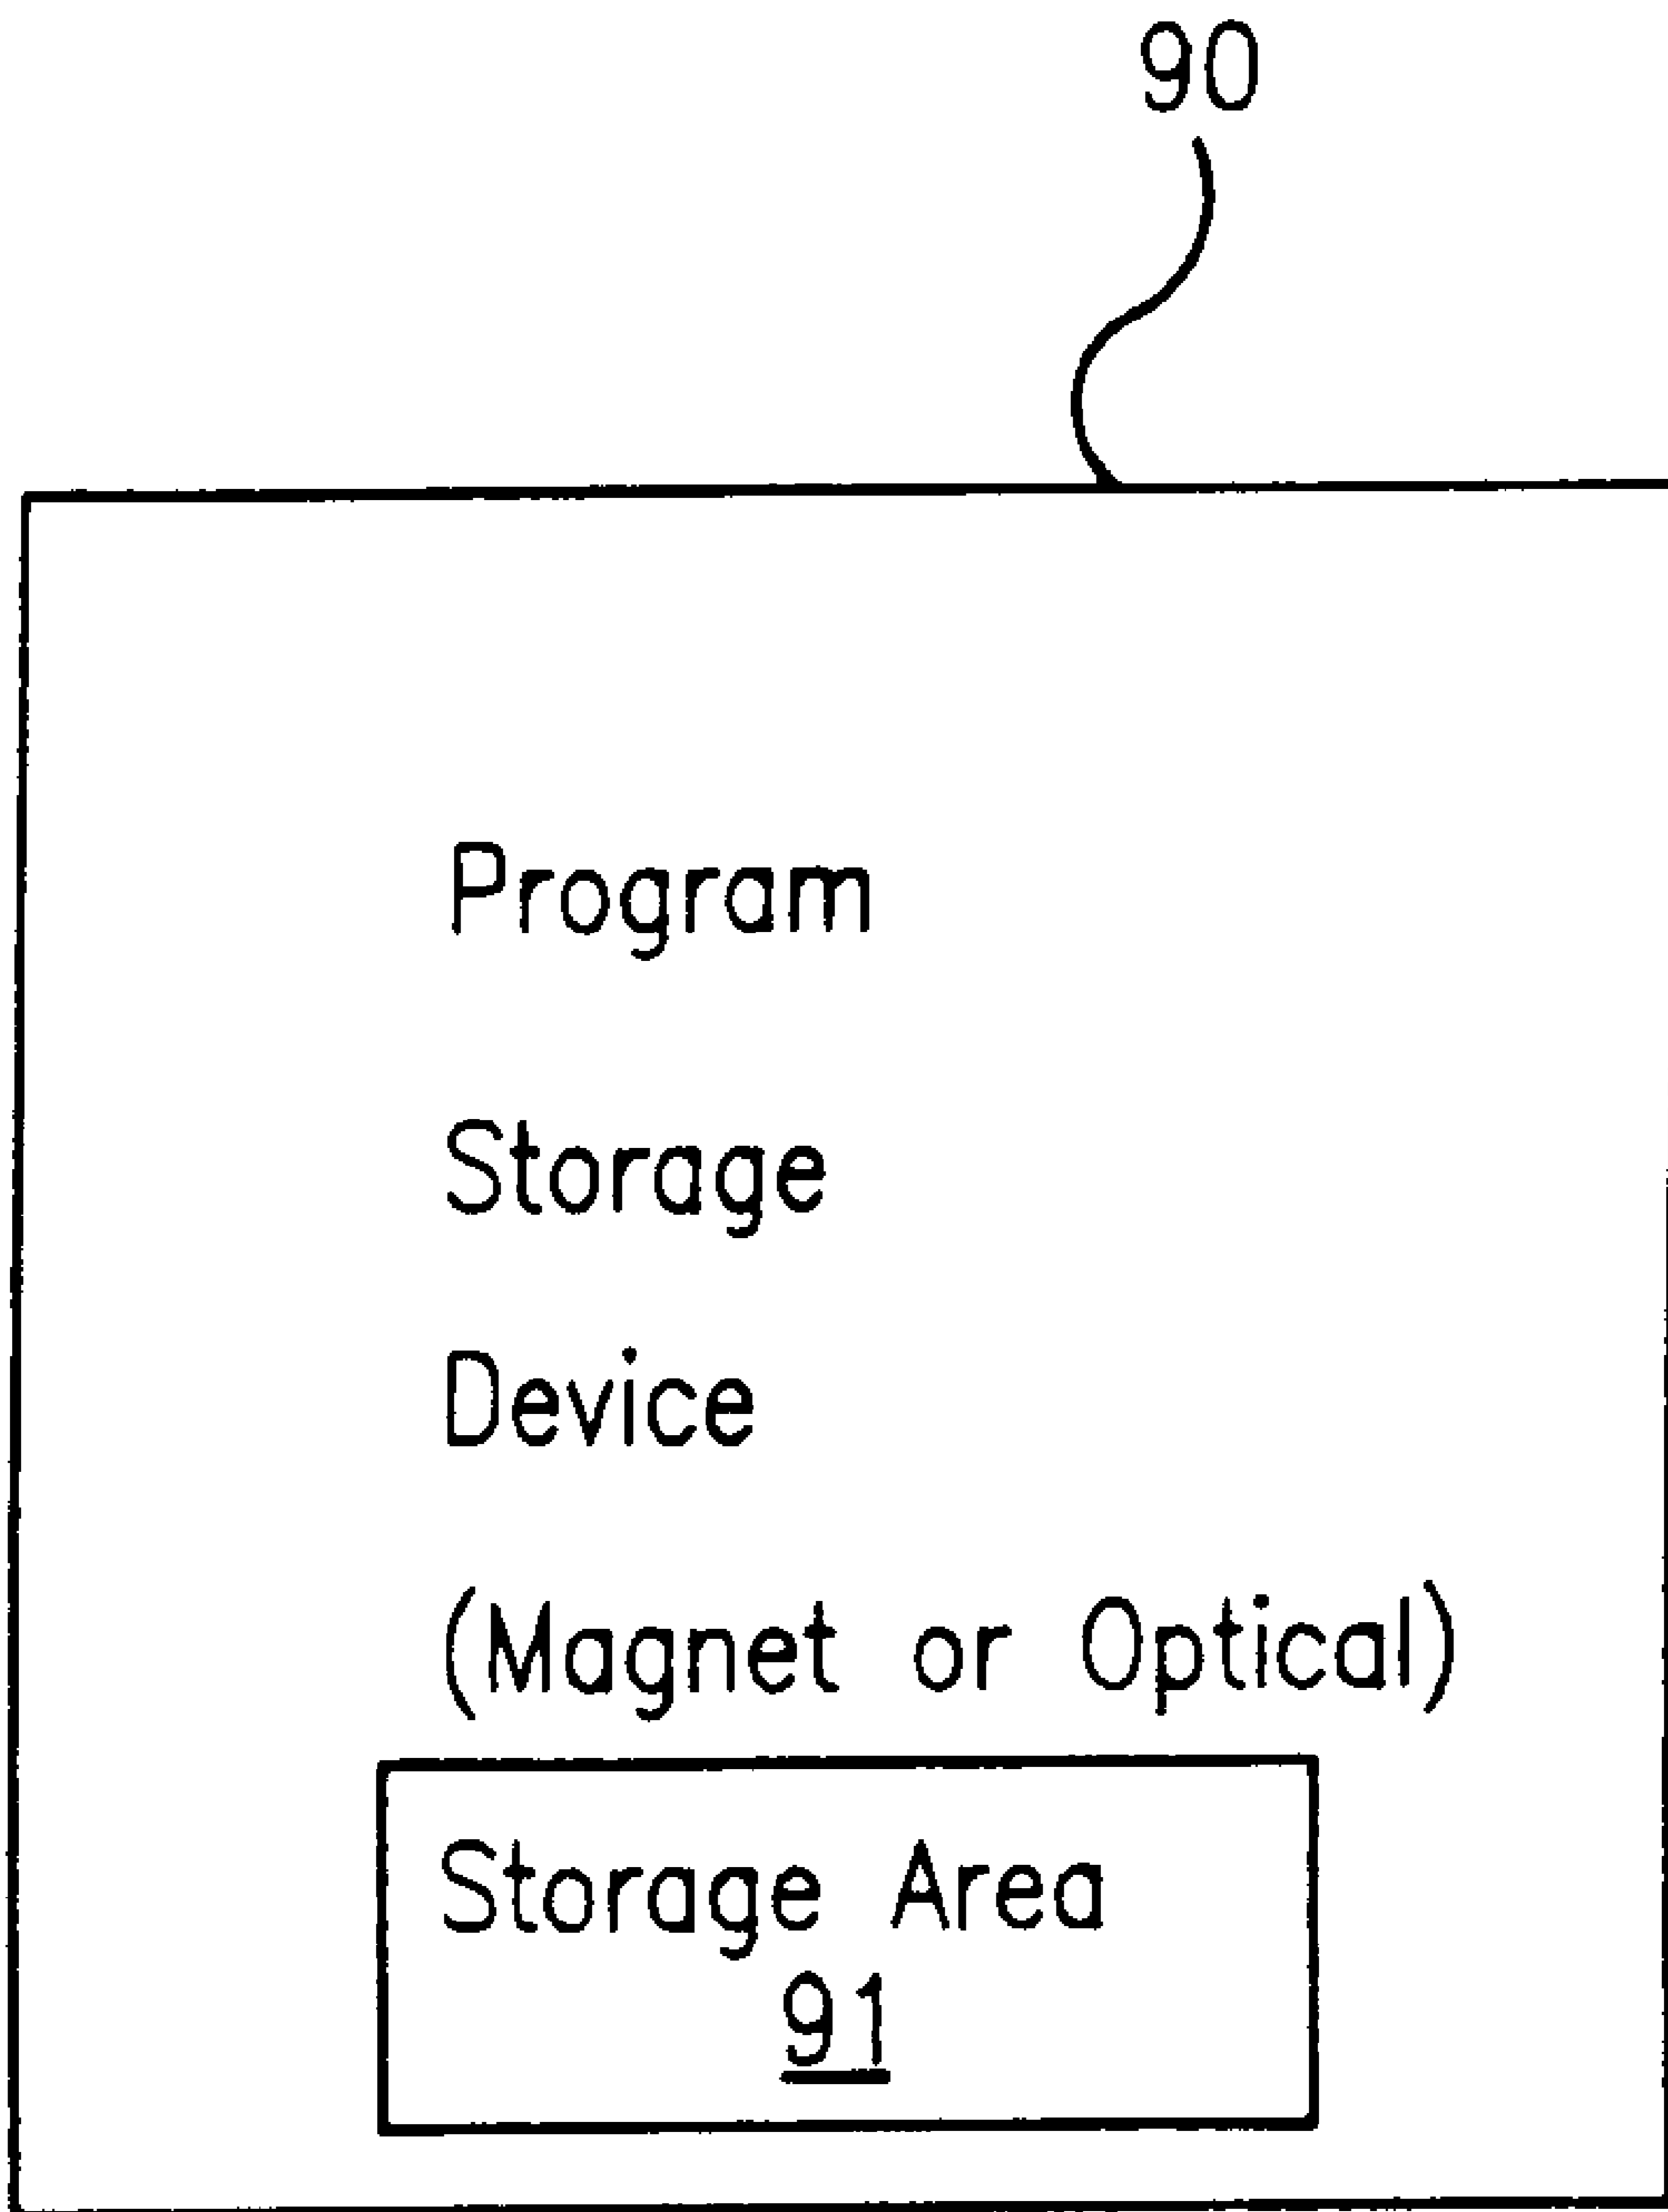 90
Program
Storage
Device
(Magnet or Optical)
Storage Area
91